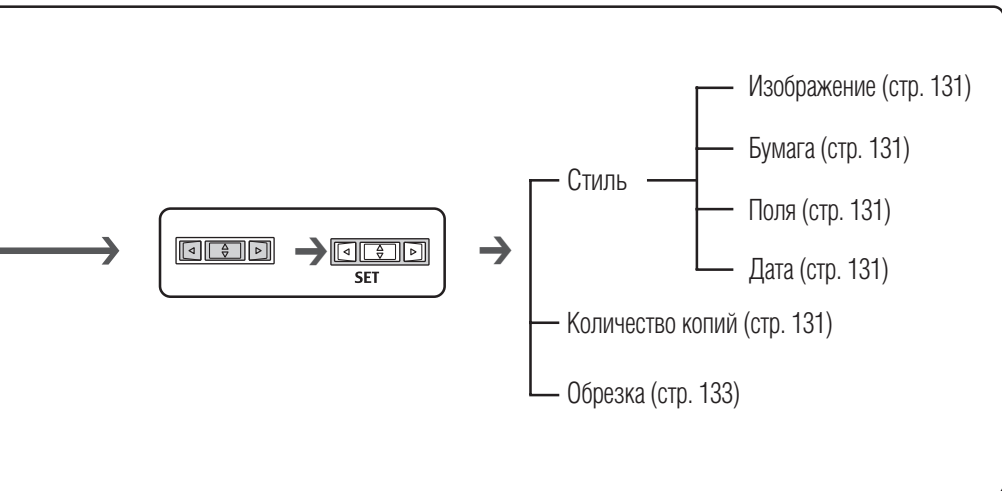 Изображение (стр. 131)
Бумага (стр. 131)
Стиль
Поля (стр. 131)
SET
Дата (стр. 131)
Количество копий (стр. 131)
Обрезка (стр. 133)